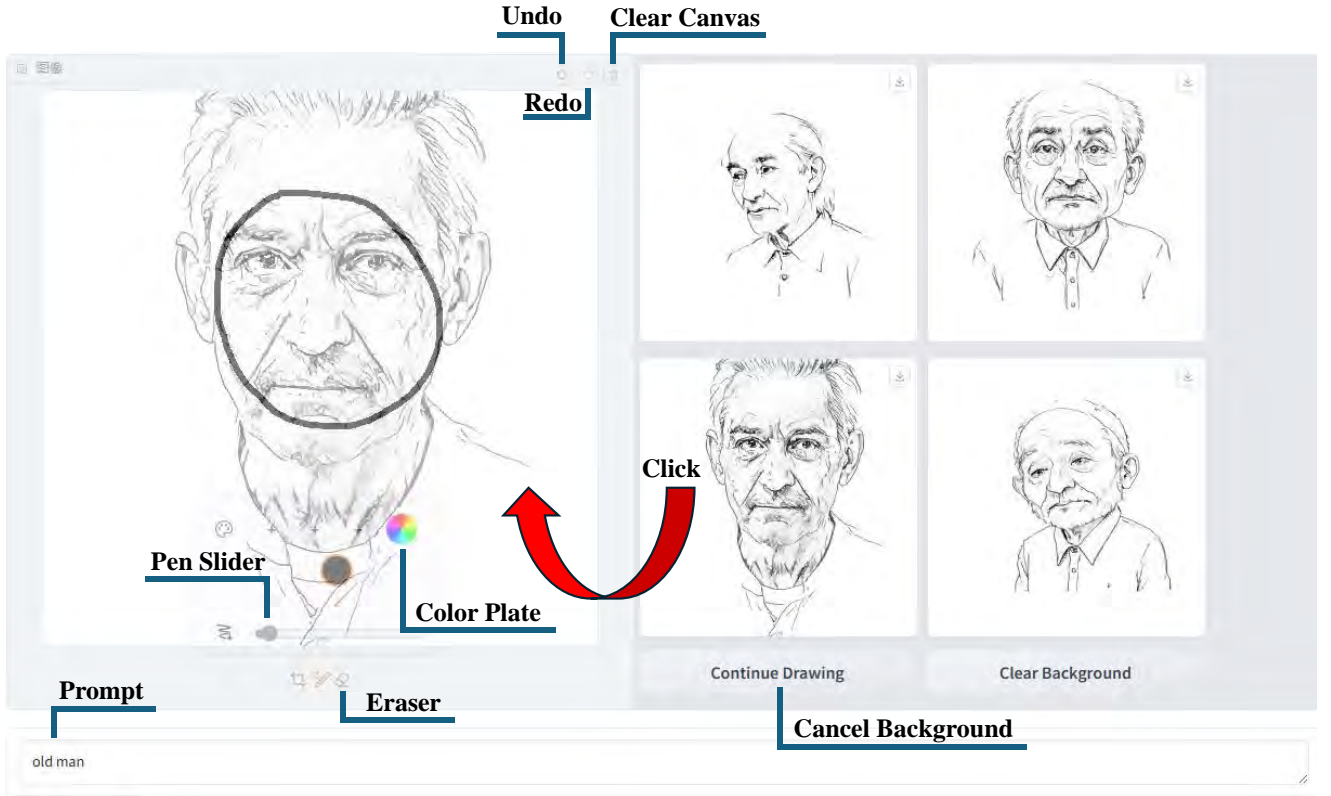 Undo
Clear Canvas
Redo
Click
Pen Slider
Color Plate
Continue Drawing
Clear Background
Prompt
Eraser
Cancel Background
old man